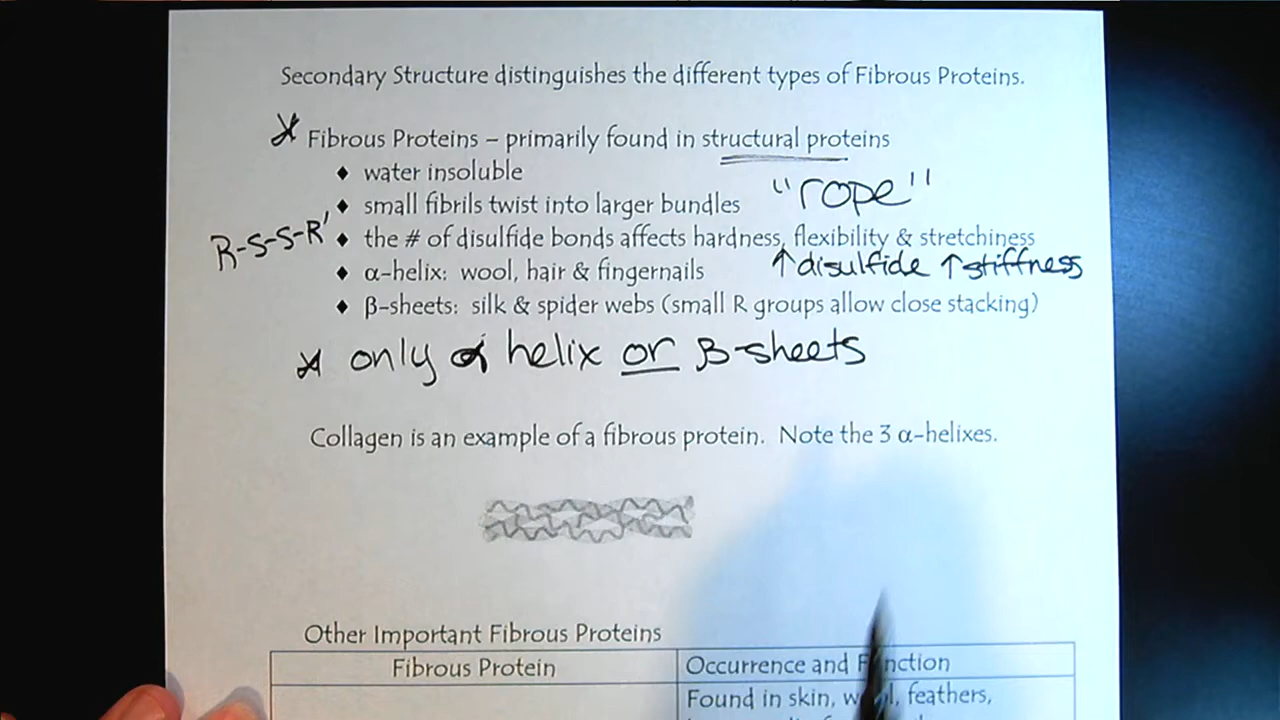 Secondary Structure distinguishes the different types of Fibrous Proteins.
Fibrous Proteins – primarily found in structural proteins
♦ water insoluble
♦ small fibrils twist into larger bundles "rope"
R-S-S-R' ♦ the # of disulfide bonds affects hardness, flexibility & stretchiness
♦ α-helix: wool, hair & fingernails ↑disulfide ↑stiffness
♦ β-sheets: silk & spider webs (small R groups allow close stacking)
only α helix or β-sheets
Collagen is an example of a fibrous protein. Note the 3 α-helixes.
Other Important Fibrous Proteins
Fibrous Protein Occurrence and Function
Found in skin, wool, feathers,